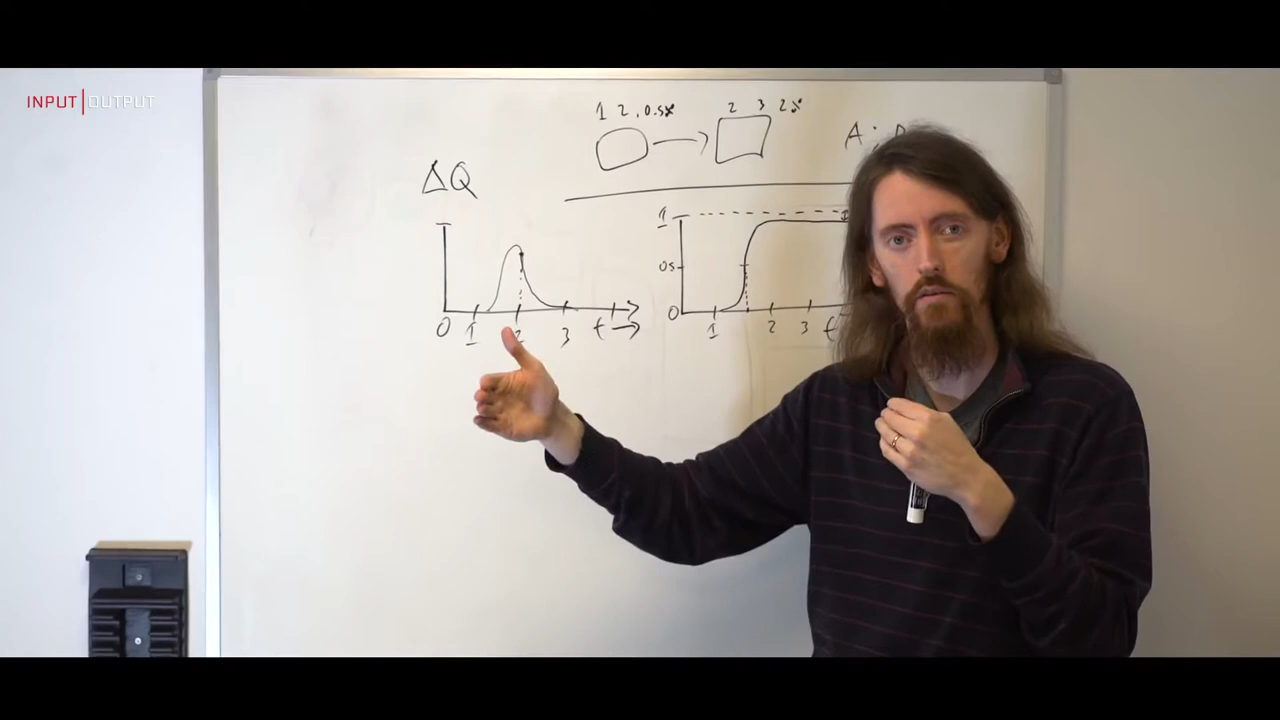 INPUT|OUTPUT
1 2, 0.5x
2 3 2x
A :
ΔQ
1
0.5
0
0 1 2 3 t
1 2 3 t